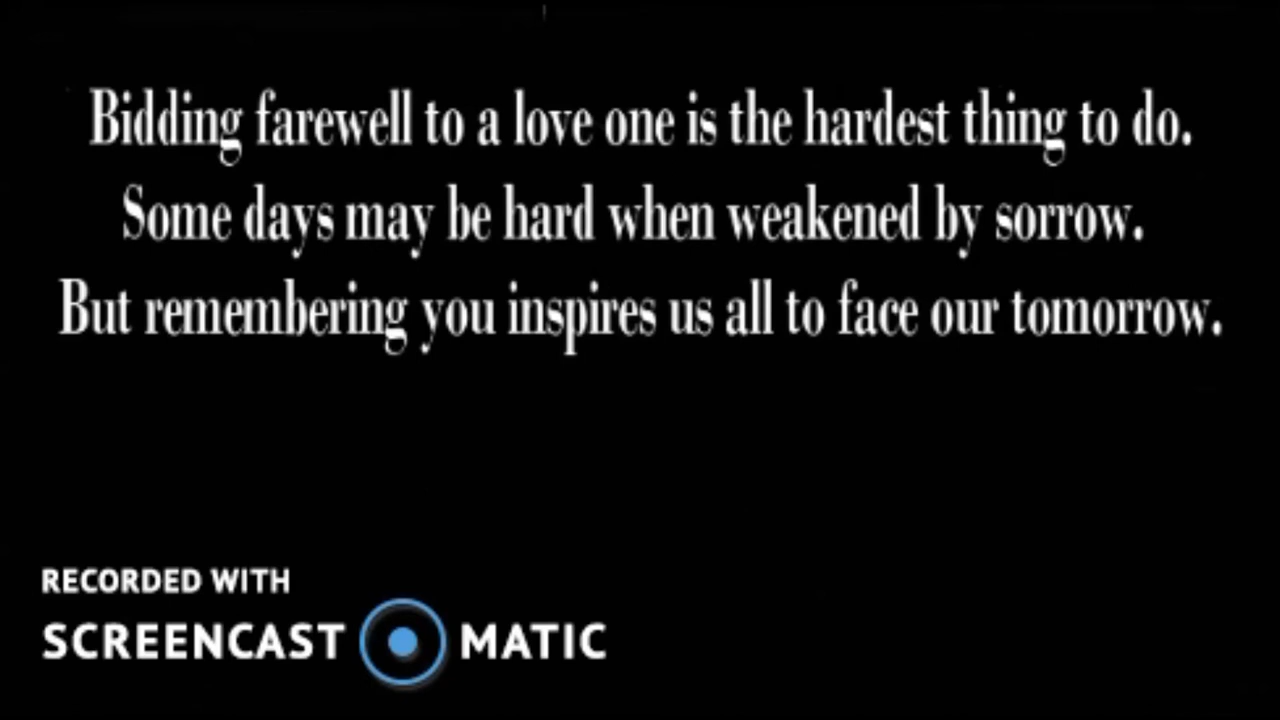 Bidding farewell to a love one is the hardest thing to do.
Some days may be hard when weakened by sorrow.
But remembering you inspires us all to face our tomorrow.
RECORDED WITH
SCREENCAST MATIC